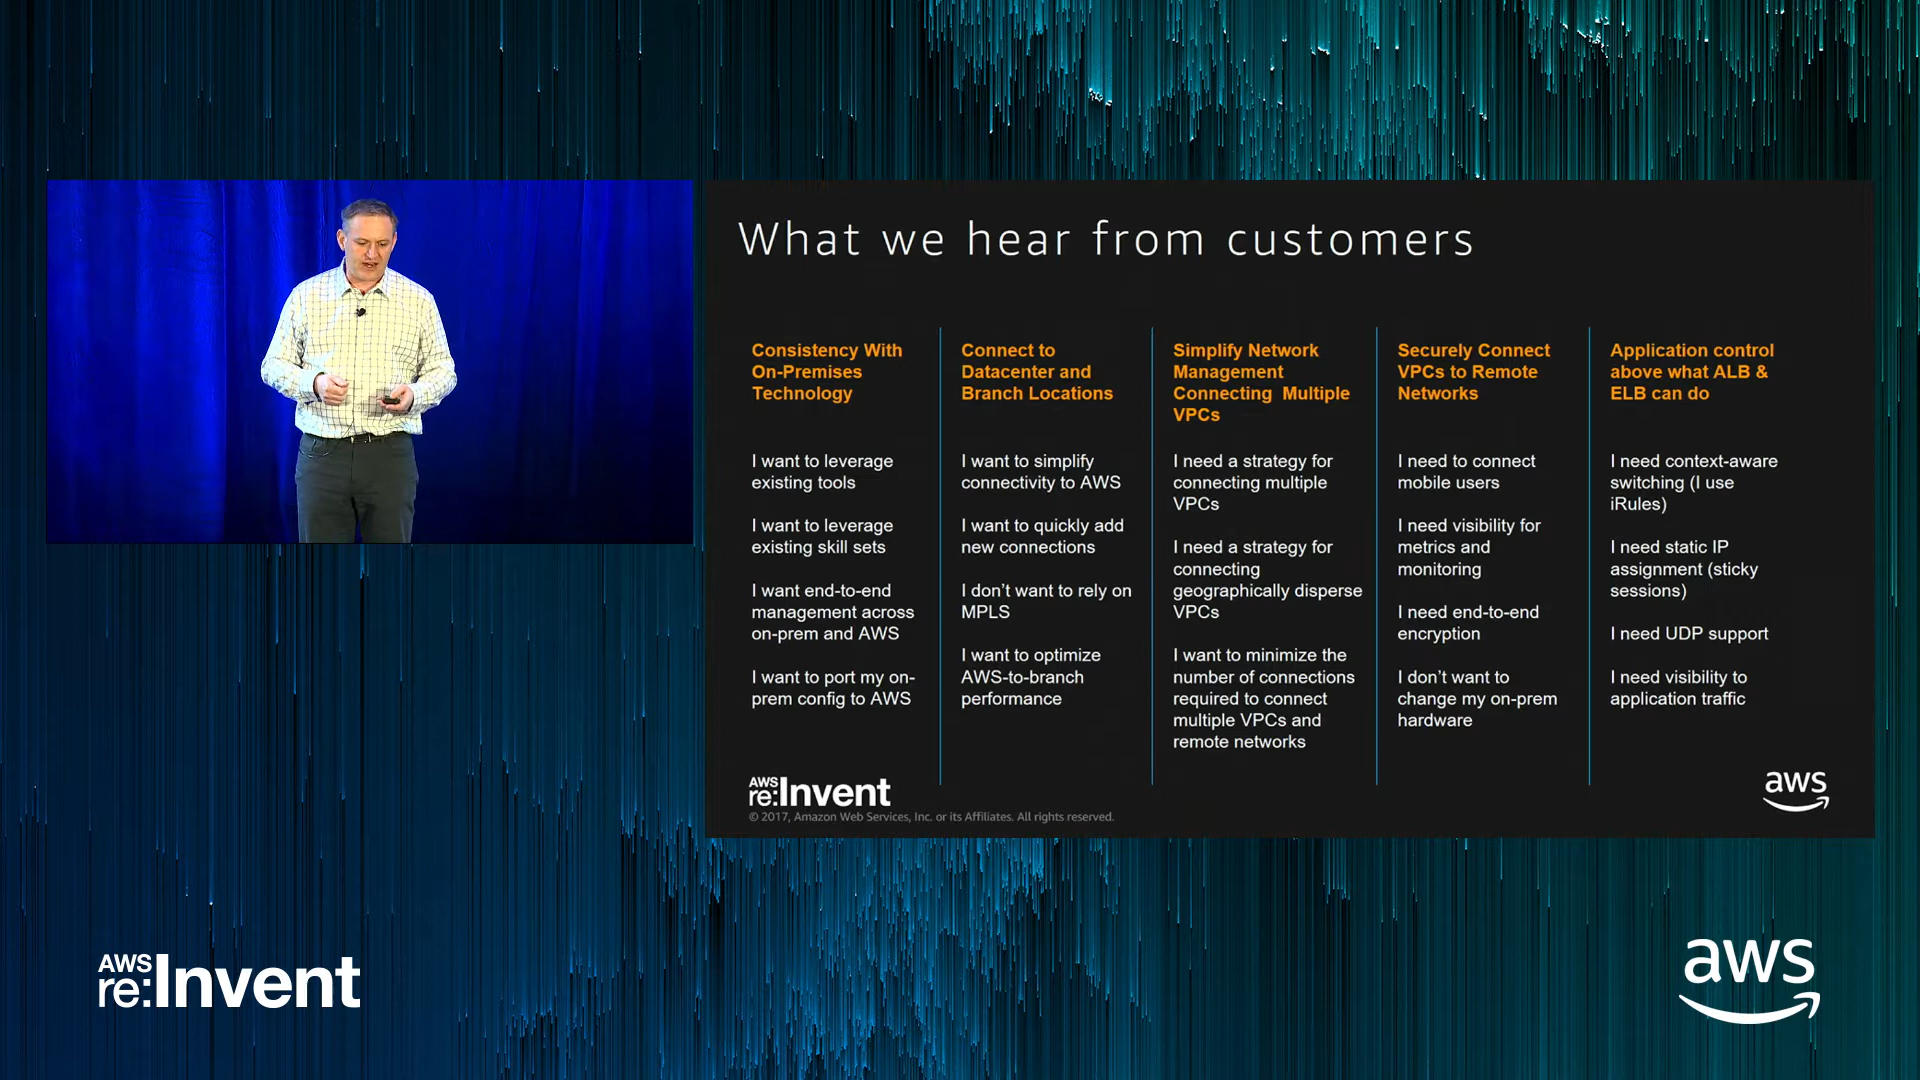 What we hear from customers
Consistency With
On-Premises
Technology
I want to leverage
existing tools
I want to leverage
existing skill sets
I want end-to-end
management across
on-prem and AWS
I want to port my on-
prem config to AWS
Connect to
Datacenter and
Branch Locations
I want to simplify
connectivity to AWS
I want to quickly add
new connections
I don’t want to rely on
MPLS
I want to optimize
AWS-to-branch
performance
Simplify Network
Management
Connecting  Multiple
VPCs
I need a strategy for
connecting multiple
VPCs
I need a strategy for
connecting
geographically disperse
VPCs
I want to minimize the
number of connections
required to connect
multiple VPCs and
remote networks
Securely Connect
VPCs to Remote
Networks
I need to connect
mobile users
I need visibility for
metrics and
monitoring
I need end-to-end
encryption
I don’t want to
change my on-prem
hardware
Application control
above what ALB &
ELB can do
I need context-aware
switching (I use
iRules)
I need static IP
assignment (sticky
sessions)
I need UDP support
I need visibility to
application traffic
AWS
re:Invent
© 2017, Amazon Web Services, Inc. or its Affiliates. All rights reserved.
aws
AWS
re:Invent
aws